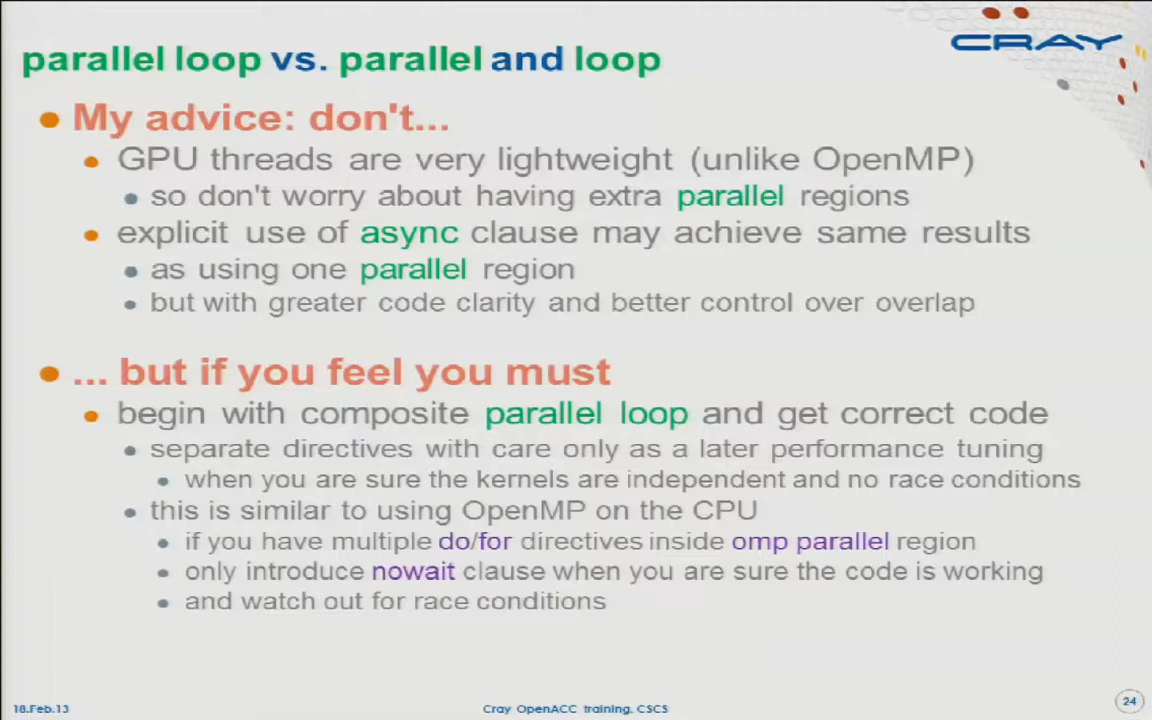 CRAY
parallel loop vs. parallel and loop
My advice: don't...
GPU threads are very lightweight (unlike OpenMP)
so don't worry about having extra parallel regions
explicit use of async clause may achieve same results
as using one parallel region
but with greater code clarity and better control over overlap
... but if you feel you must
begin with composite parallel loop and get correct code
separate directives with care only as a later performance tuning
when you are sure the kernels are independent and no race conditions
this is similar to using OpenMP on the CPU
if you have multiple do/for directives inside omp parallel region
only introduce nowait clause when you are sure the code is working
and watch out for race conditions
18.Feb.13
Cray OpenACC training, CSCS
24